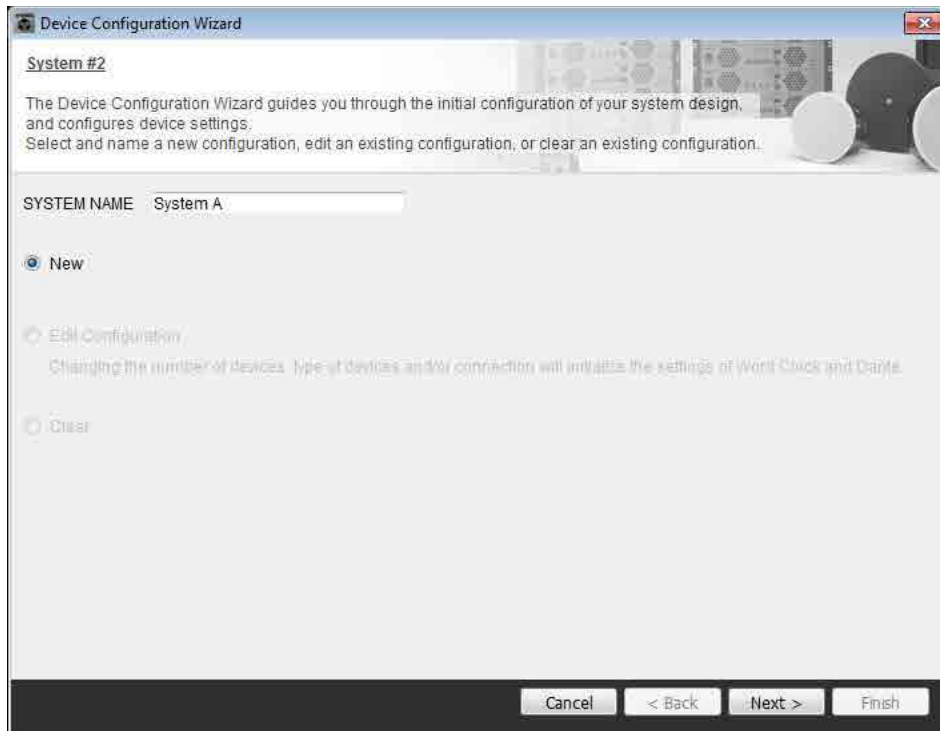 Device Configuration Wizard
System #2
The Device Configuration Wizard guides you through the initial configuration of your system design,
and configures device settings.
Select and name a new configuration, edit an existing configuration, or clear an existing configuration.
SYSTEM NAME System A
New
Edit Configuration
Changing the number of devices, type of devices and/or connection will initialize the settings of Word Clock and Dante.
Clear
Cancel < Back Next > Finish